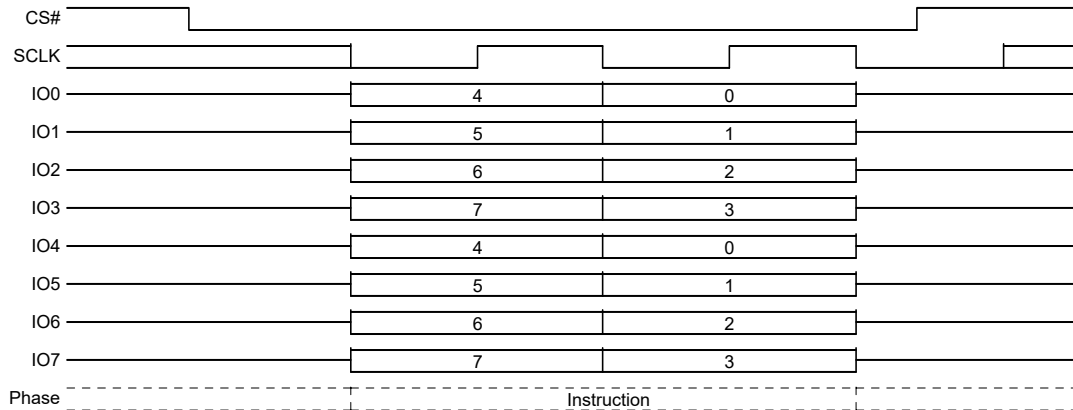 CS#
SCLK
IO0 4 0
IO1 5 1
IO2 6 2
IO3 7 3
IO4 4 0
IO5 5 1
IO6 6 2
IO7 7 3
Phase Instruction